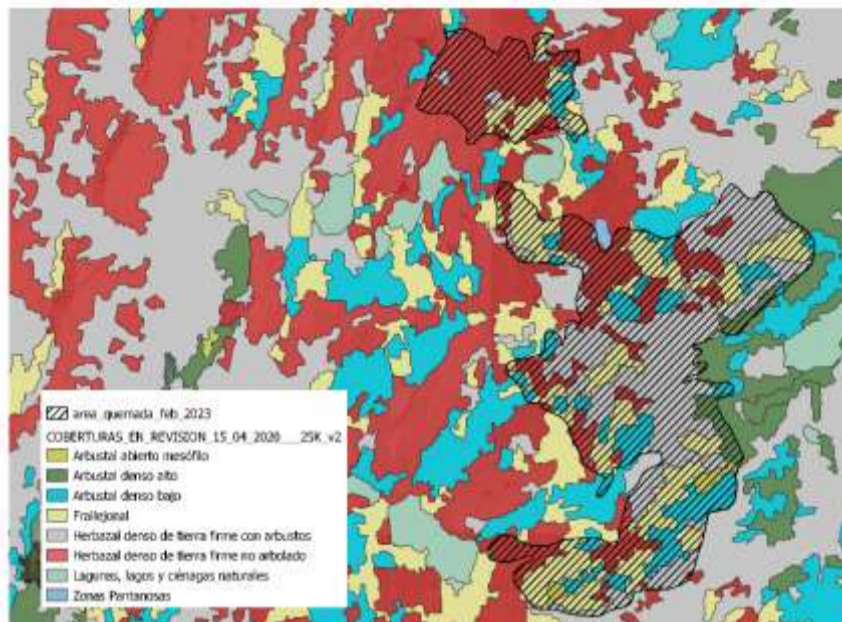 area_quemada_feb_2023
COBERTURAS_EN_REVISION_15_04_2020___25K_v2
Arbustal abierto mesófilo
Arbustal denso alto
Arbustal denso bajo
Frailejonal
Herbazal denso de tierra firme con arbustos
Herbazal denso de tierra firme no arbolado
Lagunas, lagos y ciénagas naturales
Zonas Pantanosas